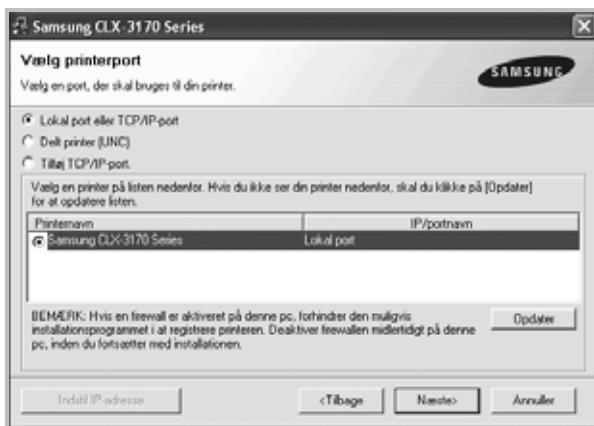 Samsung CLX-3170 Series
Vælg printerport
Vælg en port, der skal bruges til din printer.
SAMSUNG
Lokal port eller TCP/IP-port
Delt printer (UNC)
Tilføj TCP/IP-port.
Vælg en printer på listen nedenfor. Hvis du ikke ser din printer nedenfor, skal du klikke på [Opdater]
for at opdatere listen.
Printernavn IP/portnavn
Samsung CLX-3170 Series Lokal port
BEMÆRK: Hvis en firewall er aktiveret på denne pc, forhindrer den muligvis
installationsprogrammet i at registrere printeren. Deaktiver firewallen midlertidigt på denne
pc, inden du fortsætter med installationen.
Opdater
Indstil IP-adresse <Tilbage Næste> Annuller